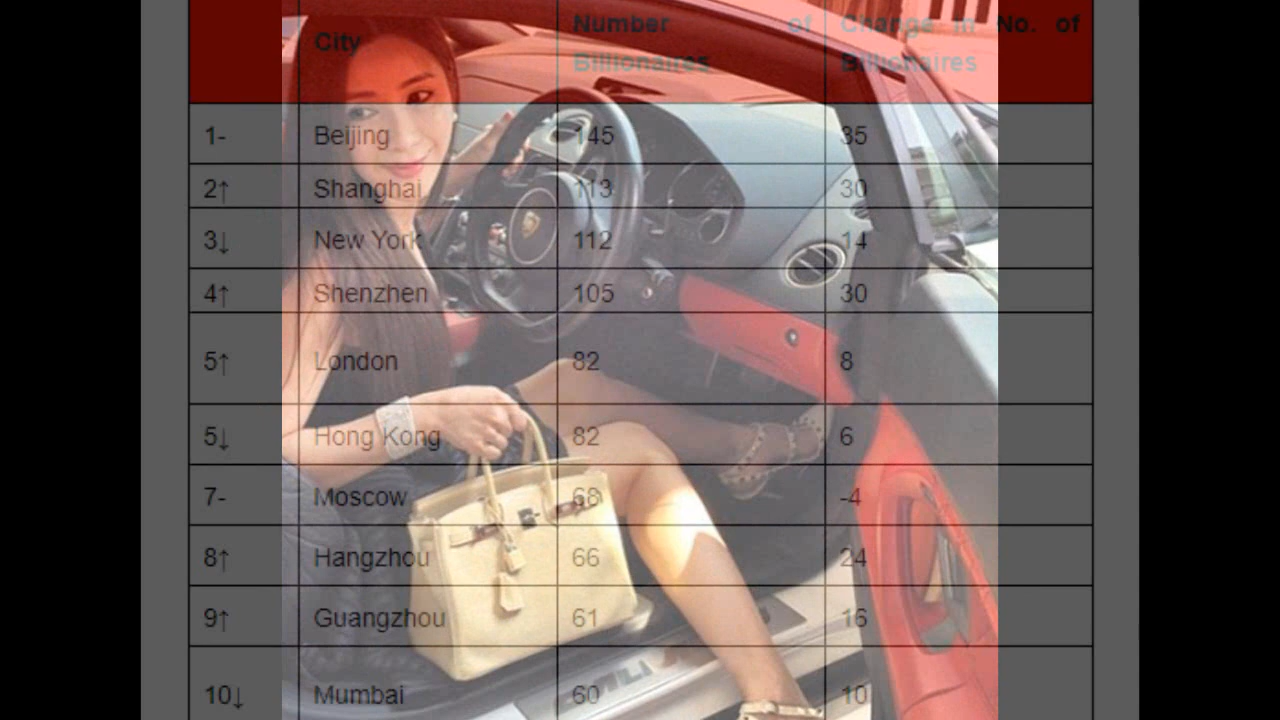 City Number of Billionaires Change in No. of Billionaires
1- Beijing 145 35
2↑ Shanghai 113 30
3↓ New York 112 14
4↑ Shenzhen 105 30
5↑ London 82 8
5↓ Hong Kong 82 6
7- Moscow 68 -4
8↑ Hangzhou 66 24
9↑ Guangzhou 61 16
10↓ Mumbai 60 10